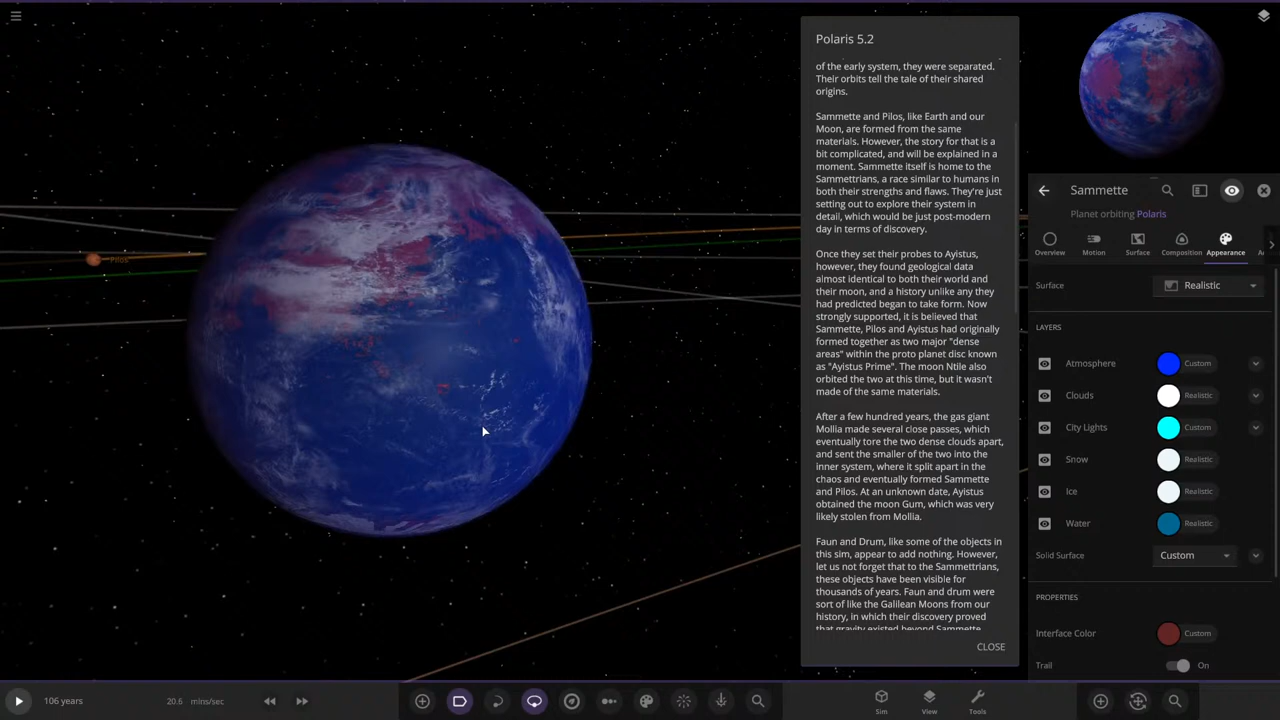 Polaris 5.2
of the early system, they were separated.
Their orbits tell the tale of their shared
origins.
Sammette and Pilos, like Earth and our
Moon, are formed from the same
materials. However, the story for that is a
bit complicated, and will be explained in a
moment. Sammette itself is home to the
Sammettrians, a race similar to humans in
both their strengths and flaws. They're just
setting out to explore their system in
detail, which would be just post-modern
day in terms of discovery.
Once they set their probes to Ayistus,
however, they found geological data
almost identical to both their world and
their moon, and a history unlike any they
had predicted began to take form. Now
strongly supported, it is believed that
Sammette, Pilos and Ayistus had originally
formed together as two major "dense
areas" within the proto planet disc known
as "Ayistus Prime". The moon Ntile also
orbited the two at this time, but it wasn't
made of the same materials.
After a few hundred years, the gas giant
Mollia made several close passes, which
eventually tore the two dense clouds apart,
and sent the smaller of the two into the
inner system, where it split apart in the
chaos and eventually formed Sammette
and Pilos. At an unknown date, Ayistus
obtained the moon Gum, which was very
likely stolen from Mollia.
Faun and Drum, like some of the objects in
this sim, appear to add nothing. However,
let us not forget that to the Sammettrians,
these objects have been visible for
thousands of years. Faun and drum were
sort of like the Galilean Moons from our
history, in which their discovery proved
that gravity existed beyond Sammette
CLOSE
Pilos
Sammette
Planet orbiting Polaris
Overview
Motion
Surface
Composition
Appearance
Surface
Realistic
LAYERS
Atmosphere
Custom
Clouds
Realistic
City Lights
Custom
Snow
Realistic
Ice
Realistic
Water
Realistic
Solid Surface
Custom
PROPERTIES
Interface Color
Custom
Trail
On
106 years
20.6 mins/sec
Sim
View
Tools